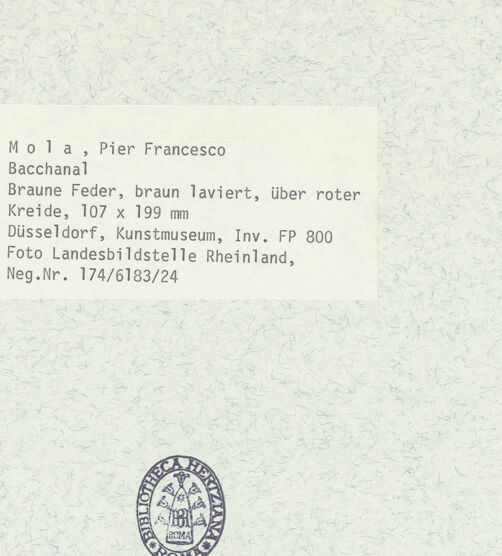 M o l a , Pier Francesco
Bacchanal
Braune Feder, braun laviert, über roter
Kreide, 107 x 199 mm
Düsseldorf, Kunstmuseum, Inv. FP 800
Foto Landesbildstelle Rheinland,
Neg.Nr. 174/6183/24
BIBLIOTHECA HERTZIANA
ROMA
ROMA